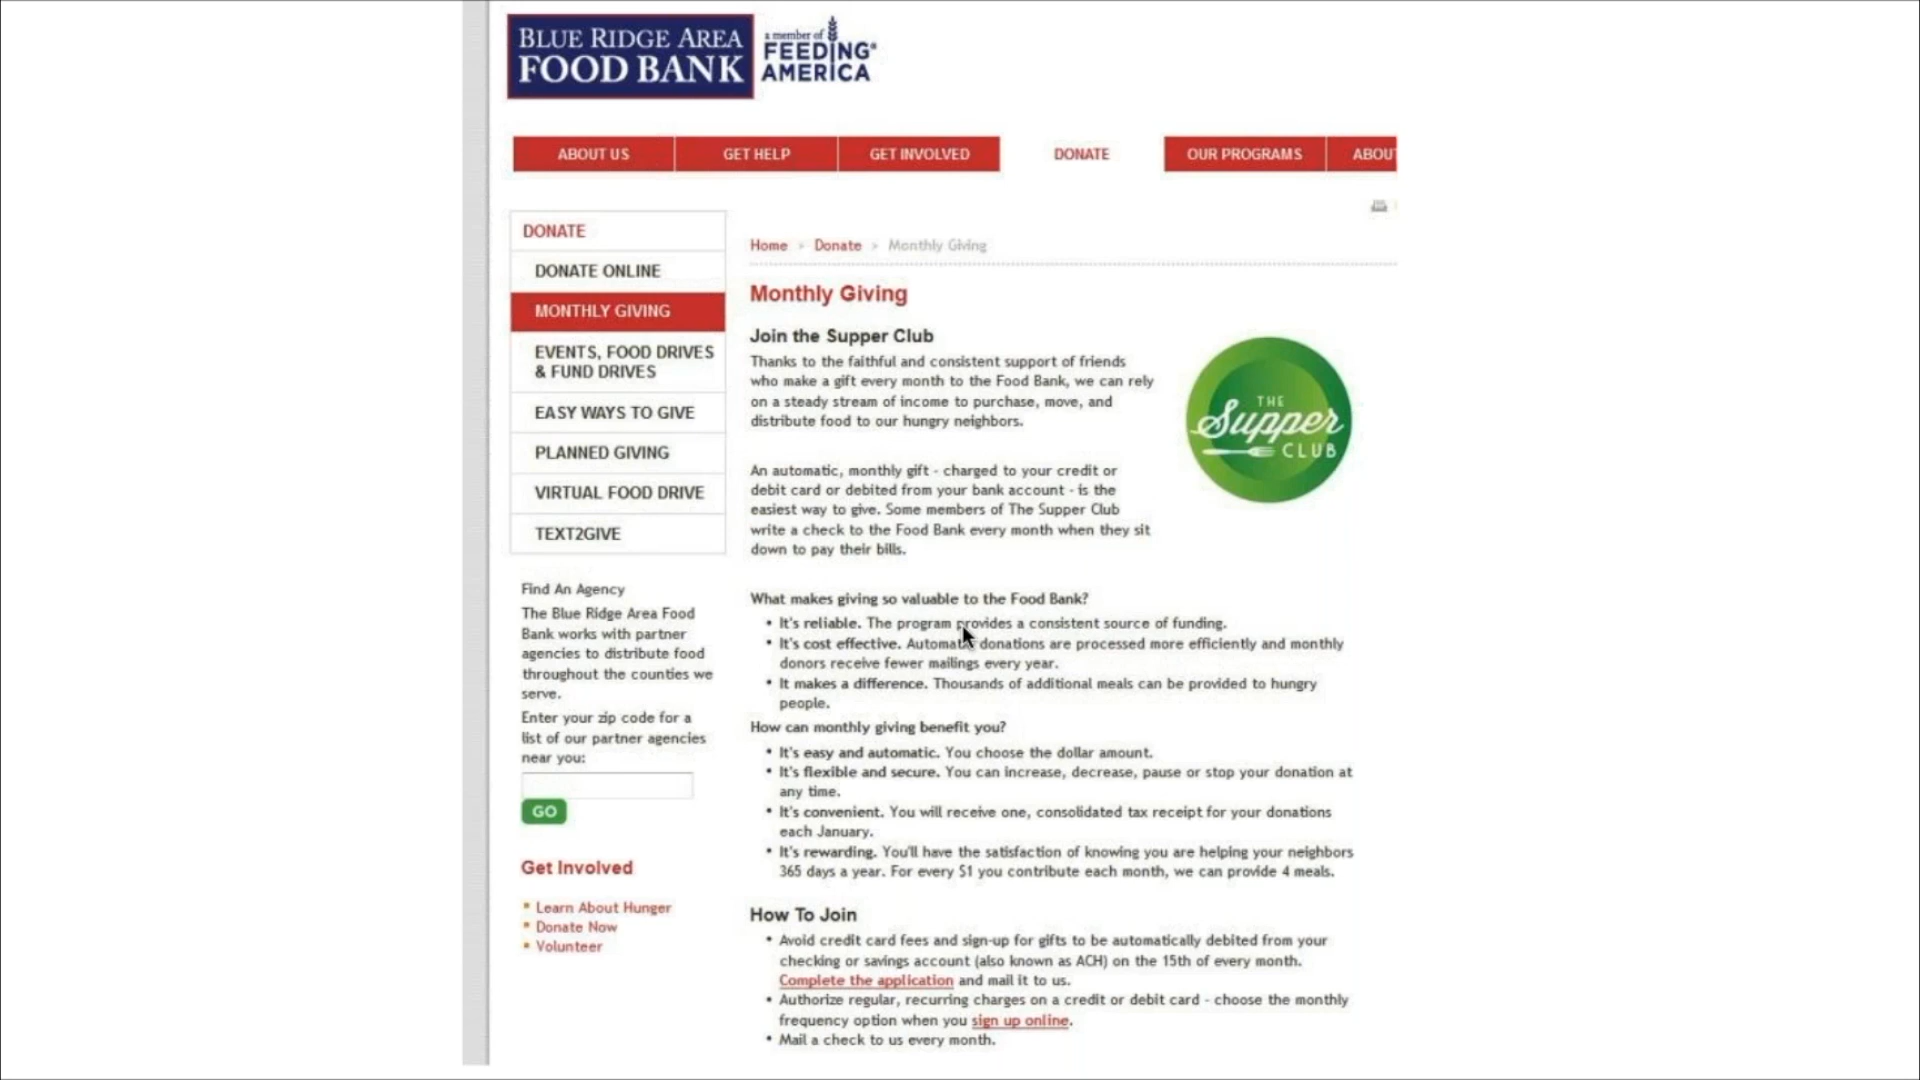 BLUE RIDGE AREA
FOOD BANK
a member of
FEEDING
AMERICA
ABOUT US
GET HELP
GET INVOLVED
DONATE
OUR PROGRAMS
ABOU
DONATE
DONATE ONLINE
MONTHLY GIVING
EVENTS, FOOD DRIVES
& FUND DRIVES
EASY WAYS TO GIVE
PLANNED GIVING
VIRTUAL FOOD DRIVE
TEXT2GIVE
Find An Agency
The Blue Ridge Area Food
Bank works with partner
agencies to distribute food
throughout the counties we
serve.
Enter your zip code for a
list of our partner agencies
near you:
GO
Get Involved
Learn About Hunger
Donate Now
Volunteer
Home > Donate > Monthly Giving
Monthly Giving
Join the Supper Club
Thanks to the faithful and consistent support of friends
who make a gift every month to the Food Bank, we can rely
on a steady stream of income to purchase, move, and
distribute food to our hungry neighbors.
THE
Supper
CLUB
An automatic, monthly gift - charged to your credit or
debit card or debited from your bank account - is the
easiest way to give. Some members of The Supper Club
write a check to the Food Bank every month when they sit
down to pay their bills.
What makes giving so valuable to the Food Bank?
• It's reliable. The program provides a consistent source of funding.
• It's cost effective. Automatic donations are processed more efficiently and monthly
donors receive fewer mailings every year.
• It makes a difference. Thousands of additional meals can be provided to hungry
people.
How can monthly giving benefit you?
• It's easy and automatic. You choose the dollar amount.
• It's flexible and secure. You can increase, decrease, pause or stop your donation at
any time.
• It's convenient. You will receive one, consolidated tax receipt for your donations
each January.
• It's rewarding. You'll have the satisfaction of knowing you are helping your neighbors
365 days a year. For every $1 you contribute each month, we can provide 4 meals.
How To Join
• Avoid credit card fees and sign-up for gifts to be automatically debited from your
checking or savings account (also known as ACH) on the 15th of every month.
Complete the application and mail it to us.
• Authorize regular, recurring charges on a credit or debit card - choose the monthly
frequency option when you sign up online.
• Mail a check to us every month.